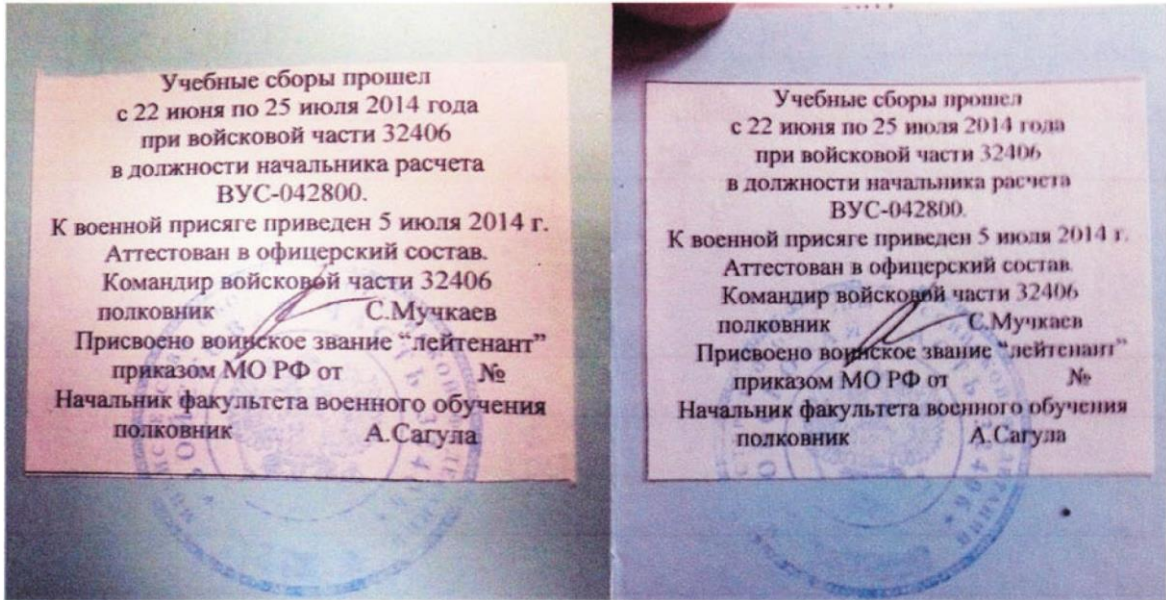 Учебные сборы прошел
с 22 июня по 25 июля 2014 года
при войсковой части 32406
в должности начальника расчета
ВУС-042800.
К военной присяге приведен 5 июля 2014 г.
Аттестован в офицерский состав.
Командир войсковой части 32406
полковник С.Мучкаев
Присвоено воинское звание “лейтенант”
приказом МО РФ от №
Начальник факультета военного обучения
полковник А.Сагула
Учебные сборы прошел
с 22 июня по 25 июля 2014 года
при войсковой части 32406
в должности начальника расчета
ВУС-042800.
К военной присяге приведен 5 июля 2014 г.
Аттестован в офицерский состав.
Командир войсковой части 32406
полковник С.Мучкаев
Присвоено воинское звание “лейтенант”
приказом МО РФ от №
Начальник факультета военного обучения
полковник А.Сагула